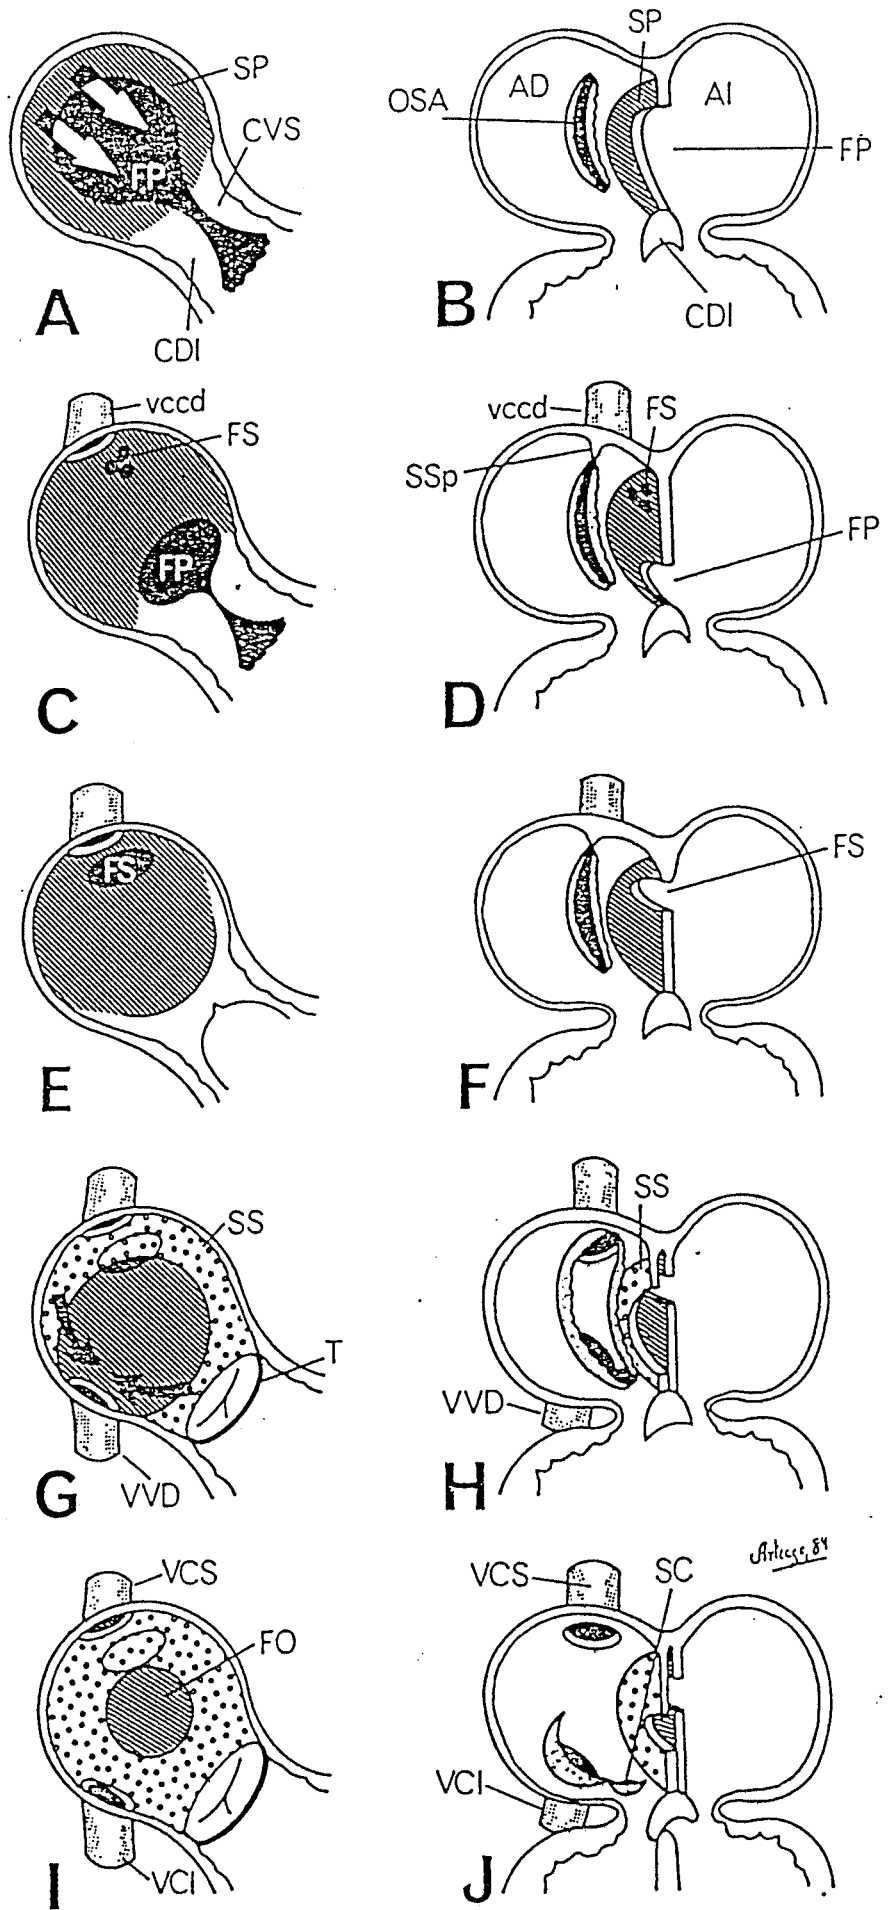 SP
CVS
FP
CDI
A
SP
OSA
AD
AI
FP
CDI
B
vccd
FS
FP
C
vccd
FS
SSp
FP
D
FS
E
FS
F
SS
T
VVD
G
SS
VVD
H
VCS
FO
VCI
I
VCS
SC
VCI
J